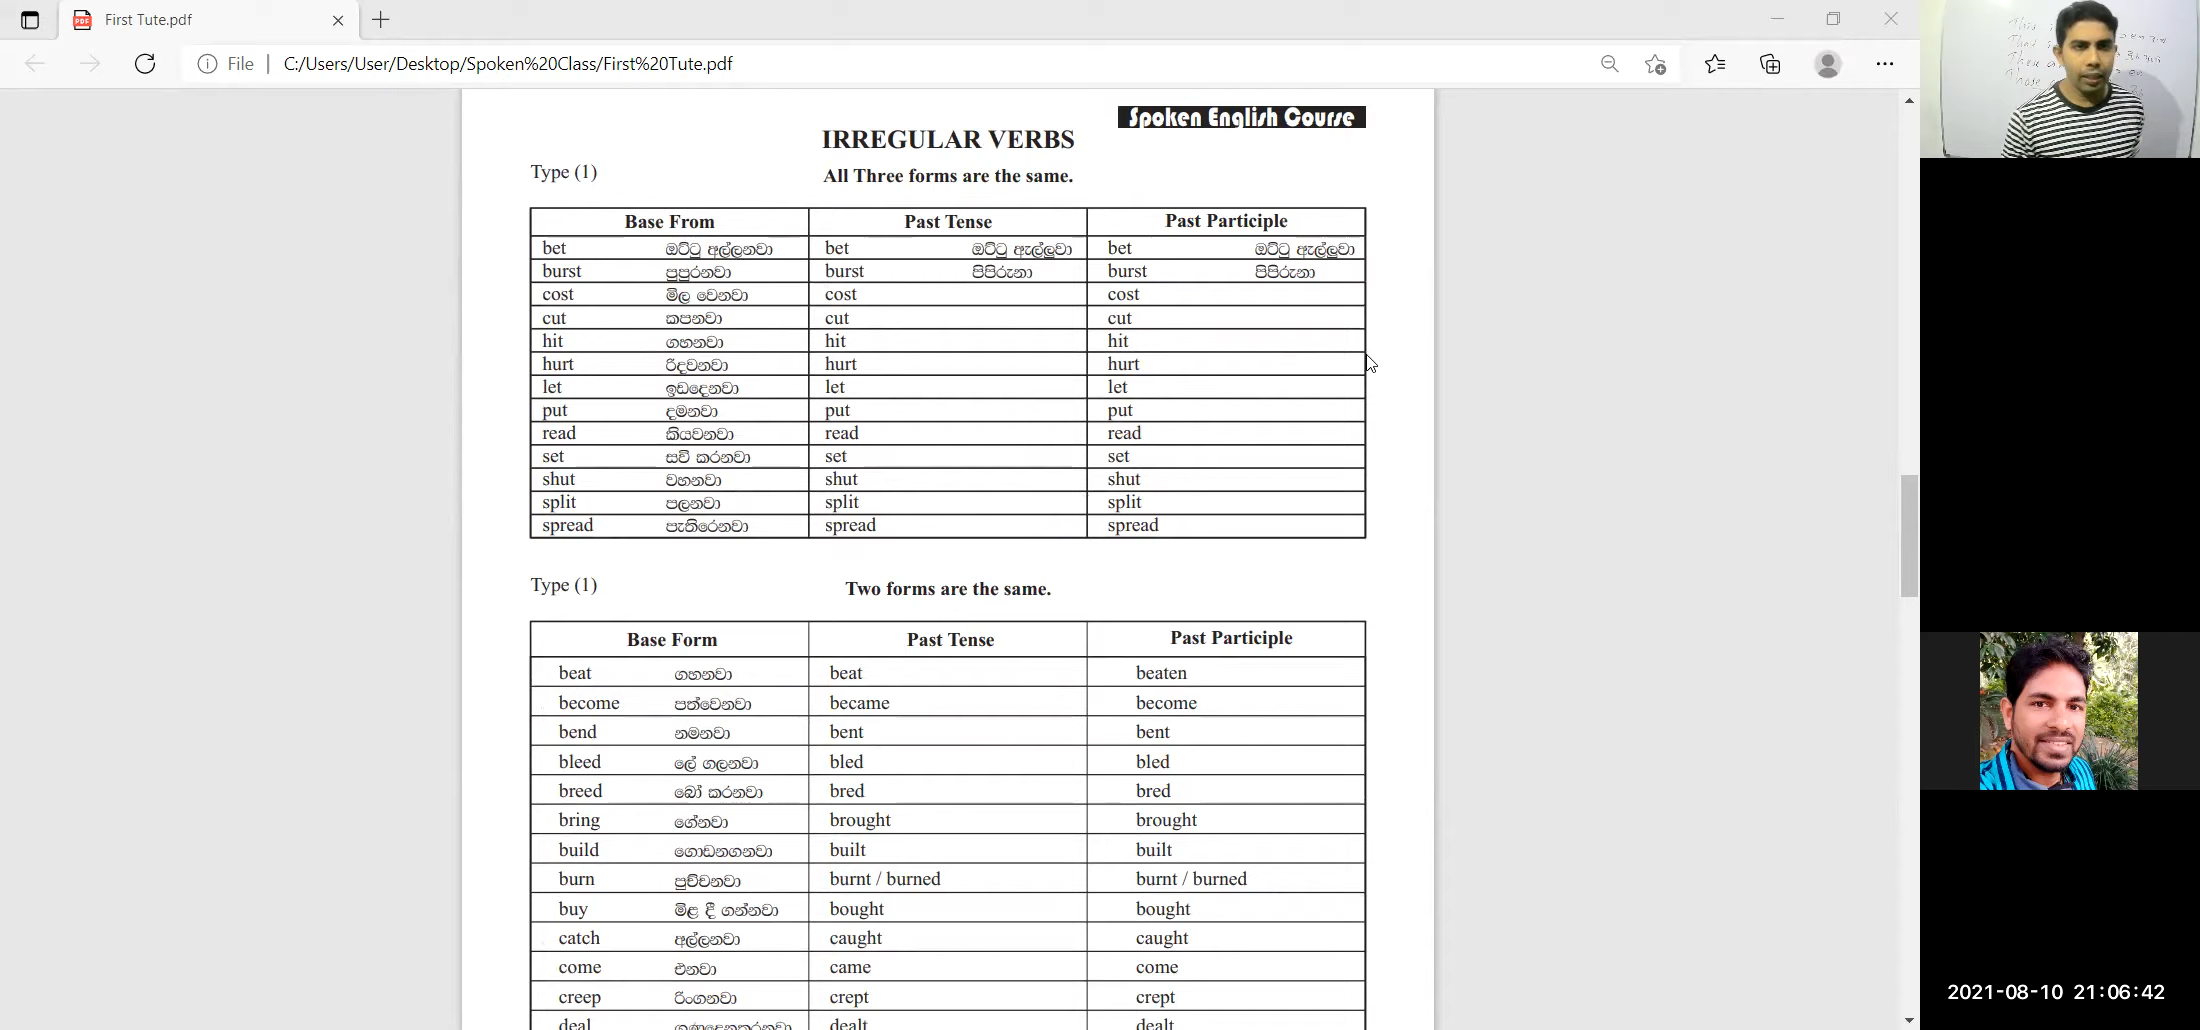 First Tute.pdf
File C:/Users/User/Desktop/Spoken%20Class/First%20Tute.pdf
Spoken English Course
IRREGULAR VERBS
Type (1) All Three forms are the same.
Base From Past Tense Past Participle
bet ඔට්ටු අල්ලනවා bet ඔට්ටු ඇල්ලුවා bet ඔට්ටු ඇල්ලුවා
burst පුපුරනවා burst පිපිරුනා burst පිපිරුනා
cost මිල වෙනවා cost cost
cut කපනවා cut cut
hit ගහනවා hit hit
hurt රිදවනවා hurt hurt
let ඉඩදෙනවා let let
put දමනවා put put
read කියවනවා read read
set සවි කරනවා set set
shut වහනවා shut shut
split පලනවා split split
spread පැතිරෙනවා spread spread
Type (1) Two forms are the same.
Base Form Past Tense Past Participle
beat ගහනවා beat beaten
become පත්වෙනවා became become
bend නමනවා bent bent
bleed ලේ ගලනවා bled bled
breed බෝ කරනවා bred bred
bring ගේනවා brought brought
build ගොඩනගනවා built built
burn පුච්චනවා burnt / burned burnt / burned
buy මිළ දී ගන්නවා bought bought
catch අල්ලනවා caught caught
come එනවා came come
creep රිංගනවා crept crept
deal ගණුදෙනුකරනවා dealt dealt
2021-08-10 21:06:42